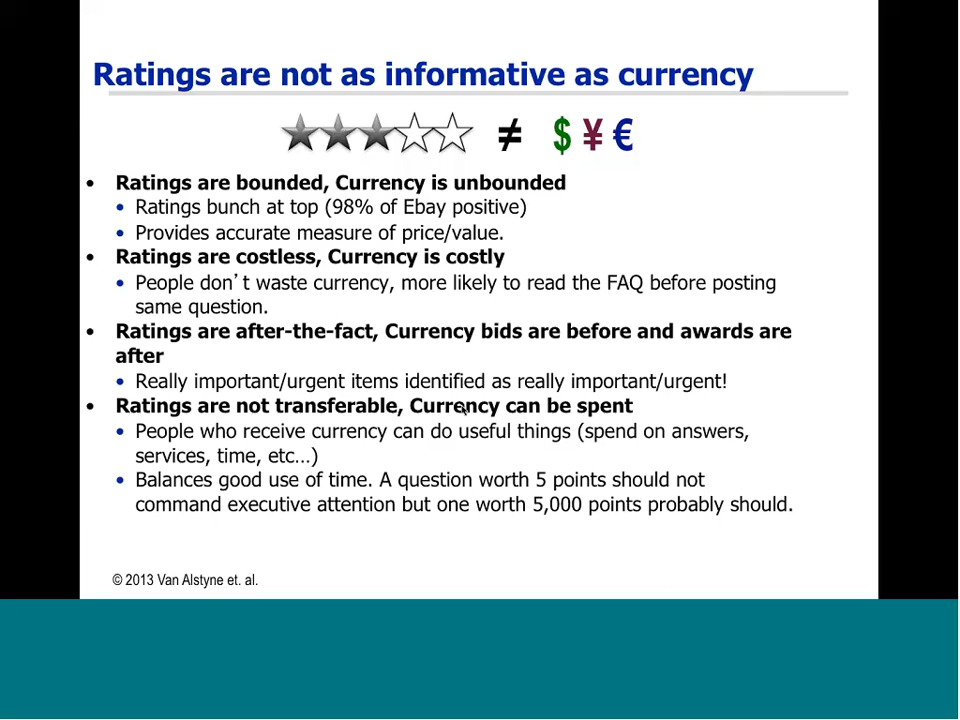 Ratings are not as informative as currency
≠ $ ¥ €
• Ratings are bounded, Currency is unbounded
• Ratings bunch at top (98% of Ebay positive)
• Provides accurate measure of price/value.
• Ratings are costless, Currency is costly
• People don't waste currency, more likely to read the FAQ before posting
same question.
• Ratings are after-the-fact, Currency bids are before and awards are
after
• Really important/urgent items identified as really important/urgent!
• Ratings are not transferable, Currency can be spent
• People who receive currency can do useful things (spend on answers,
services, time, etc…)
• Balances good use of time. A question worth 5 points should not
command executive attention but one worth 5,000 points probably should.
© 2013 Van Alstyne et. al.